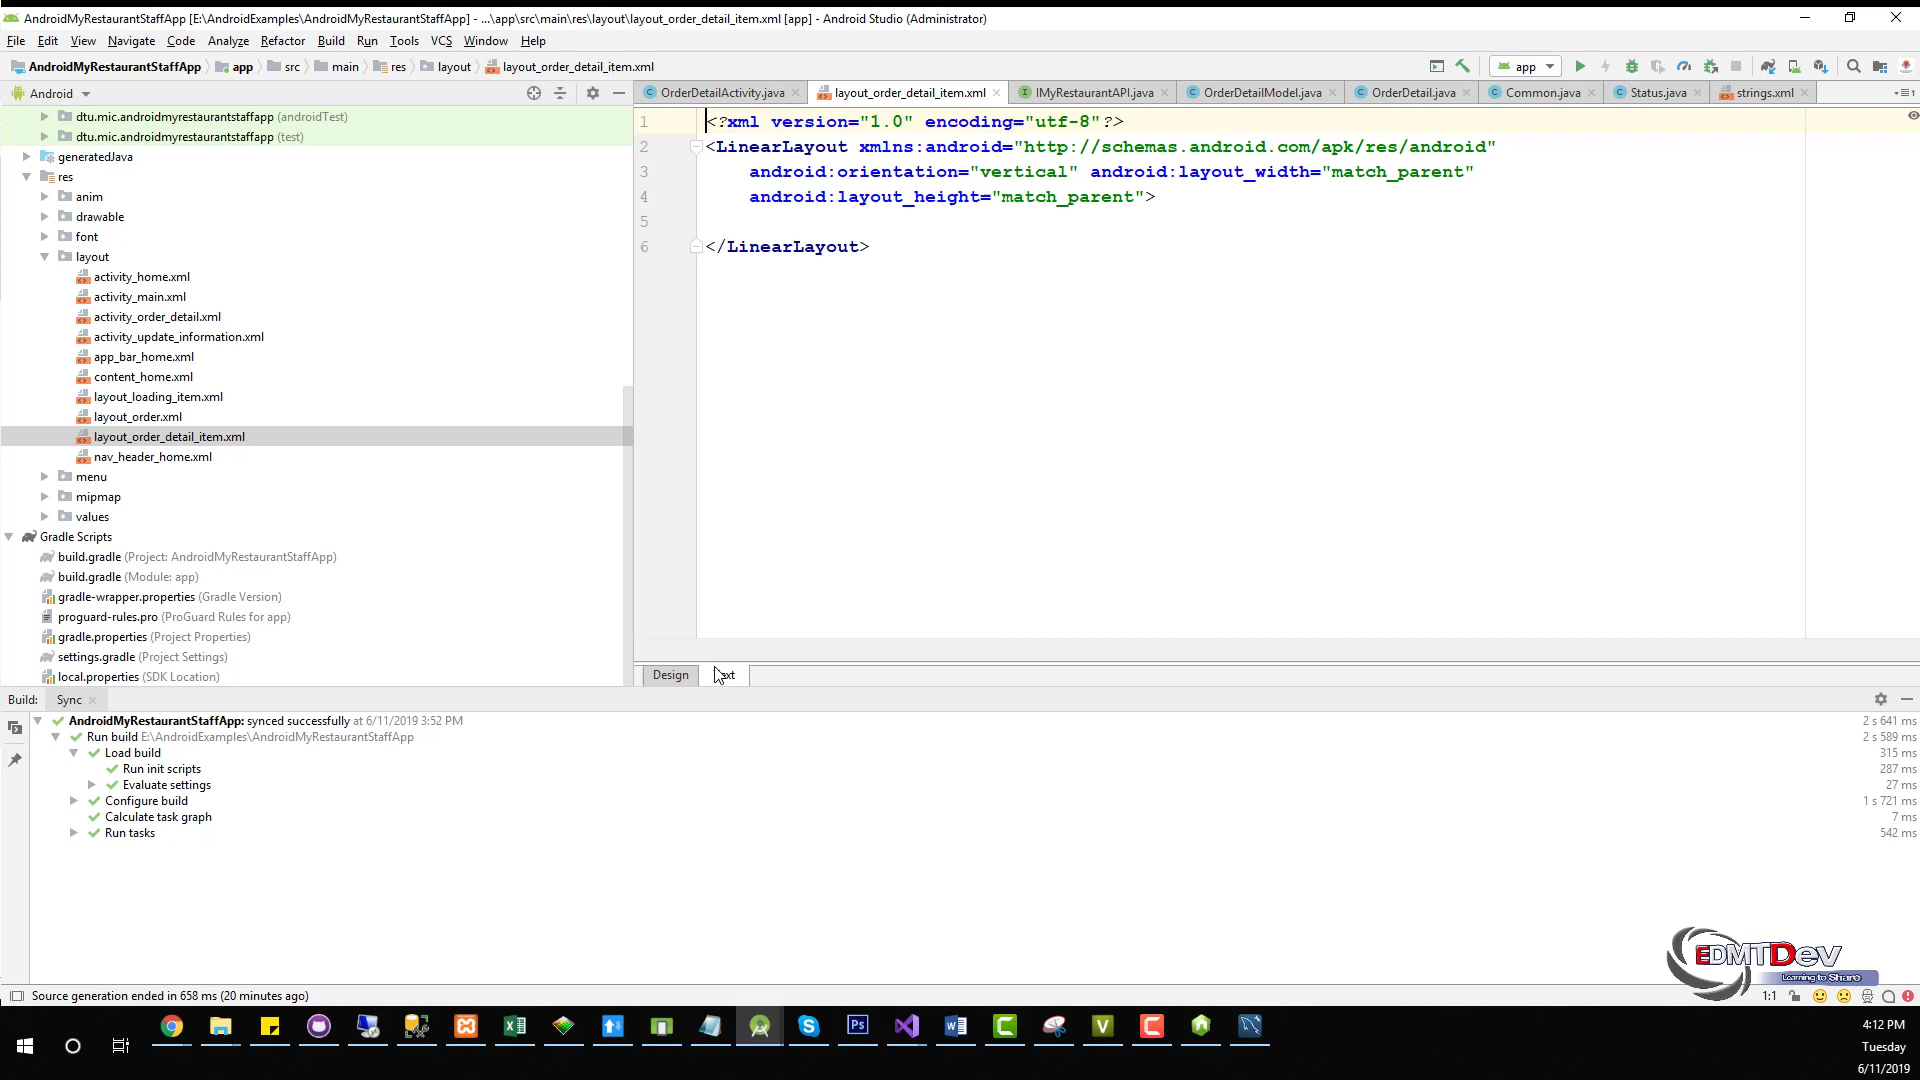 AndroidMyRestaurantStaffApp [E:\AndroidExamples\AndroidMyRestaurantStaffApp] - ...\app\src\main\res\layout\layout_order_detail_item.xml [app] - Android Studio (Administrator)
File Edit View Navigate Code Analyze Refactor Build Run Tools VCS Window Help
AndroidMyRestaurantStaffApp app src main res layout layout_order_detail_item.xml app
Android OrderDetailActivity.java layout_order_detail_item.xml IMyRestaurantAPI.java OrderDetailModel.java OrderDetail.java Common.java Status.java strings.xml
dtu.mic.androidmyrestaurantstaffapp (androidTest)
dtu.mic.androidmyrestaurantstaffapp (test)
generatedJava
res
anim
drawable
font
layout
activity_home.xml
activity_main.xml
activity_order_detail.xml
activity_update_information.xml
app_bar_home.xml
content_home.xml
layout_loading_item.xml
layout_order.xml
layout_order_detail_item.xml
nav_header_home.xml
menu
mipmap
values
Gradle Scripts
build.gradle (Project: AndroidMyRestaurantStaffApp)
build.gradle (Module: app)
gradle-wrapper.properties (Gradle Version)
proguard-rules.pro (ProGuard Rules for app)
gradle.properties (Project Properties)
settings.gradle (Project Settings)
local.properties (SDK Location)
1 <?xml version="1.0" encoding="utf-8"?>
2 <LinearLayout xmlns:android="http://schemas.android.com/apk/res/android"
3 android:orientation="vertical" android:layout_width="match_parent"
4 android:layout_height="match_parent">
5
6 </LinearLayout>
Design
Build: Sync
AndroidMyRestaurantStaffApp: synced successfully at 6/11/2019 3:52 PM 2 s 641 ms
Run build E:\AndroidExamples\AndroidMyRestaurantStaffApp 2 s 589 ms
Load build 315 ms
Run init scripts 287 ms
Evaluate settings 27 ms
Configure build 1 s 721 ms
Calculate task graph 7 ms
Run tasks 542 ms
EDMTDev
Learning to Share
Source generation ended in 658 ms (20 minutes ago) 1:1
4:12 PM
Tuesday
6/11/2019